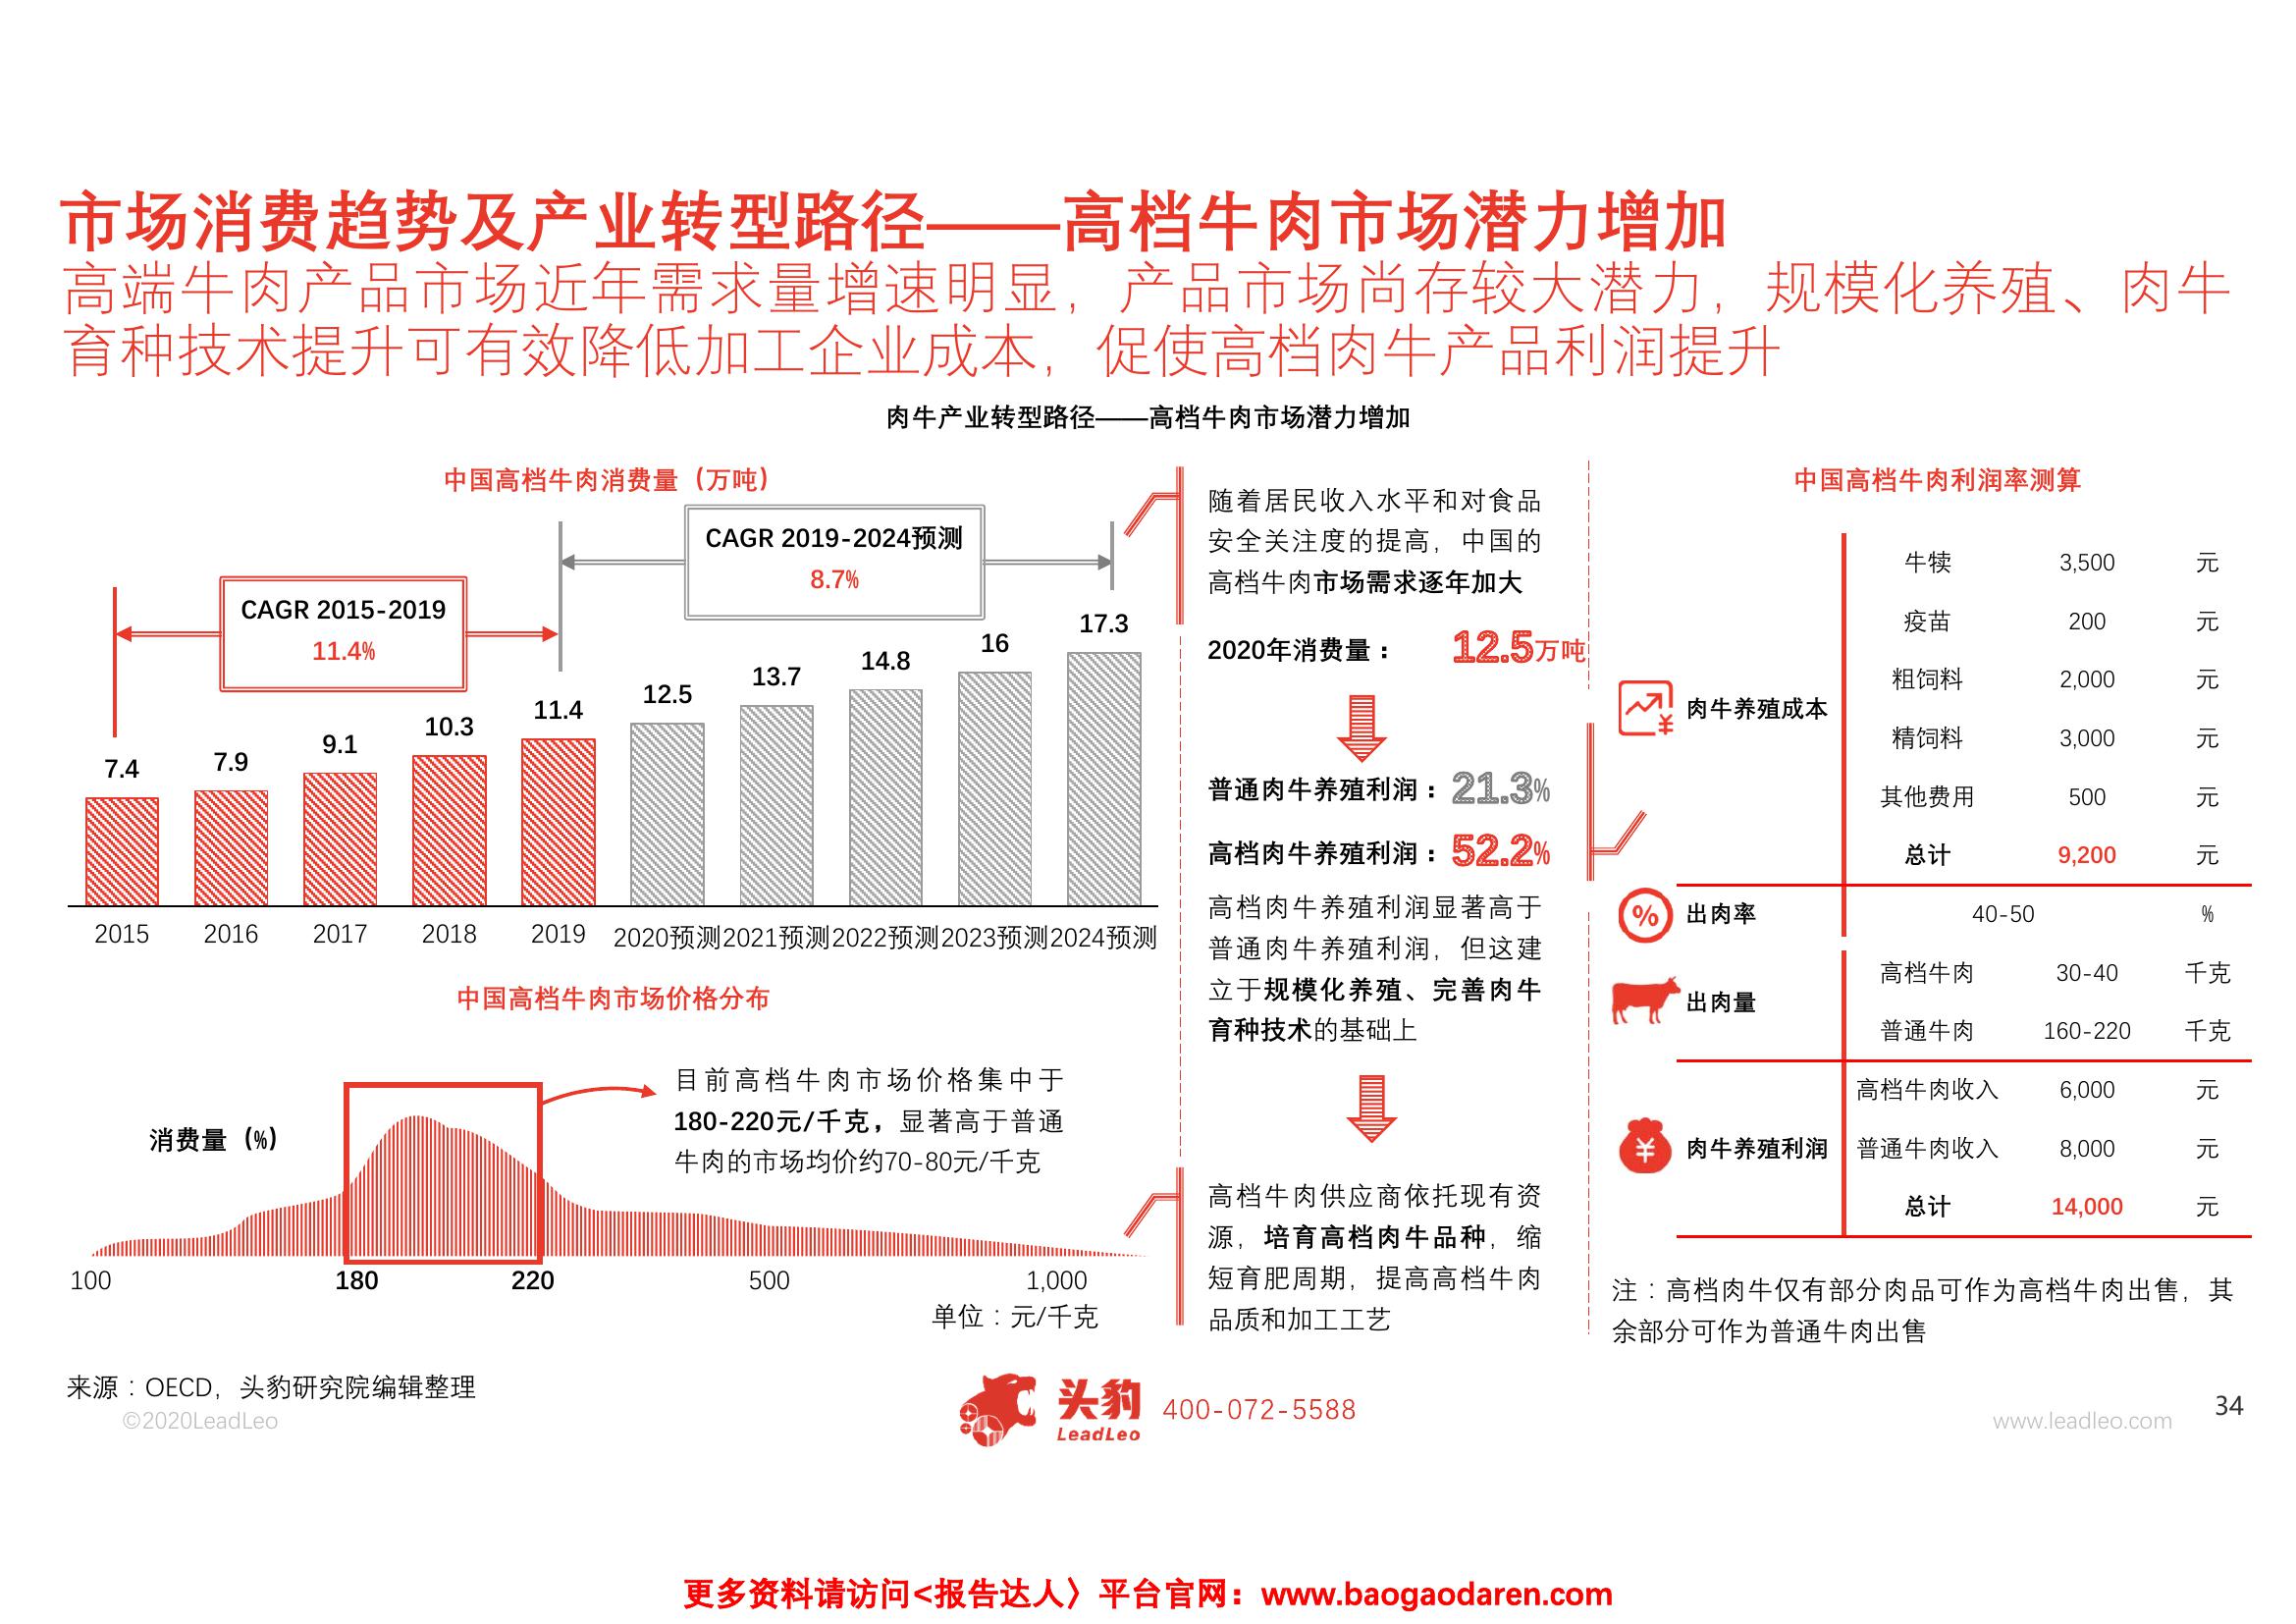 市场消费趋势及产业转型路径——高档牛肉市场潜力增加
高端牛肉产品市场近年需求量增速明显，产品市场尚存较大潜力，规模化养殖、肉牛
育种技术提升可有效降低加工企业成本，促使高档肉牛产品利润提升
肉牛产业转型路径——高档牛肉市场潜力增加
中国高档牛肉消费量（万吨）
CAGR 2019-2024预测
8.7%
CAGR 2015-2019
11.4%
7.4
7.9
9.1
10.3
11.4
12.5
13.7
14.8
16
17.3
2015
2016
2017
2018
2019
2020预测
2021预测
2022预测
2023预测
2024预测
中国高档牛肉市场价格分布
消费量（%）
目前高档牛肉市场价格集中于
180-220元/千克，显著高于普通
牛肉的市场均价约70-80元/千克
100
180
220
500
1,000
单位：元/千克
随着居民收入水平和对食品
安全关注度的提高，中国的
高档牛肉市场需求逐年加大
2020年消费量： 12.5万吨
普通肉牛养殖利润： 21.3%
高档肉牛养殖利润： 52.2%
高档肉牛养殖利润显著高于
普通肉牛养殖利润，但这建
立于规模化养殖、完善肉牛
育种技术的基础上
高档牛肉供应商依托现有资
源，培育高档肉牛品种，缩
短育肥周期，提高高档牛肉
品质和加工工艺
中国高档牛肉利润率测算
肉牛养殖成本
牛犊 3,500 元
疫苗 200 元
粗饲料 2,000 元
精饲料 3,000 元
其他费用 500 元
总计 9,200 元
出肉率 40-50 %
出肉量
高档牛肉 30-40 千克
普通牛肉 160-220 千克
肉牛养殖利润
高档牛肉收入 6,000 元
普通牛肉收入 8,000 元
总计 14,000 元
注：高档肉牛仅有部分肉品可作为高档牛肉出售，其
余部分可作为普通牛肉出售
来源：OECD，头豹研究院编辑整理
©2020LeadLeo
头豹
LeadLeo
400-072-5588
www.leadleo.com
34
更多资料请访问<报告达人〉平台官网：www.baogaodaren.com